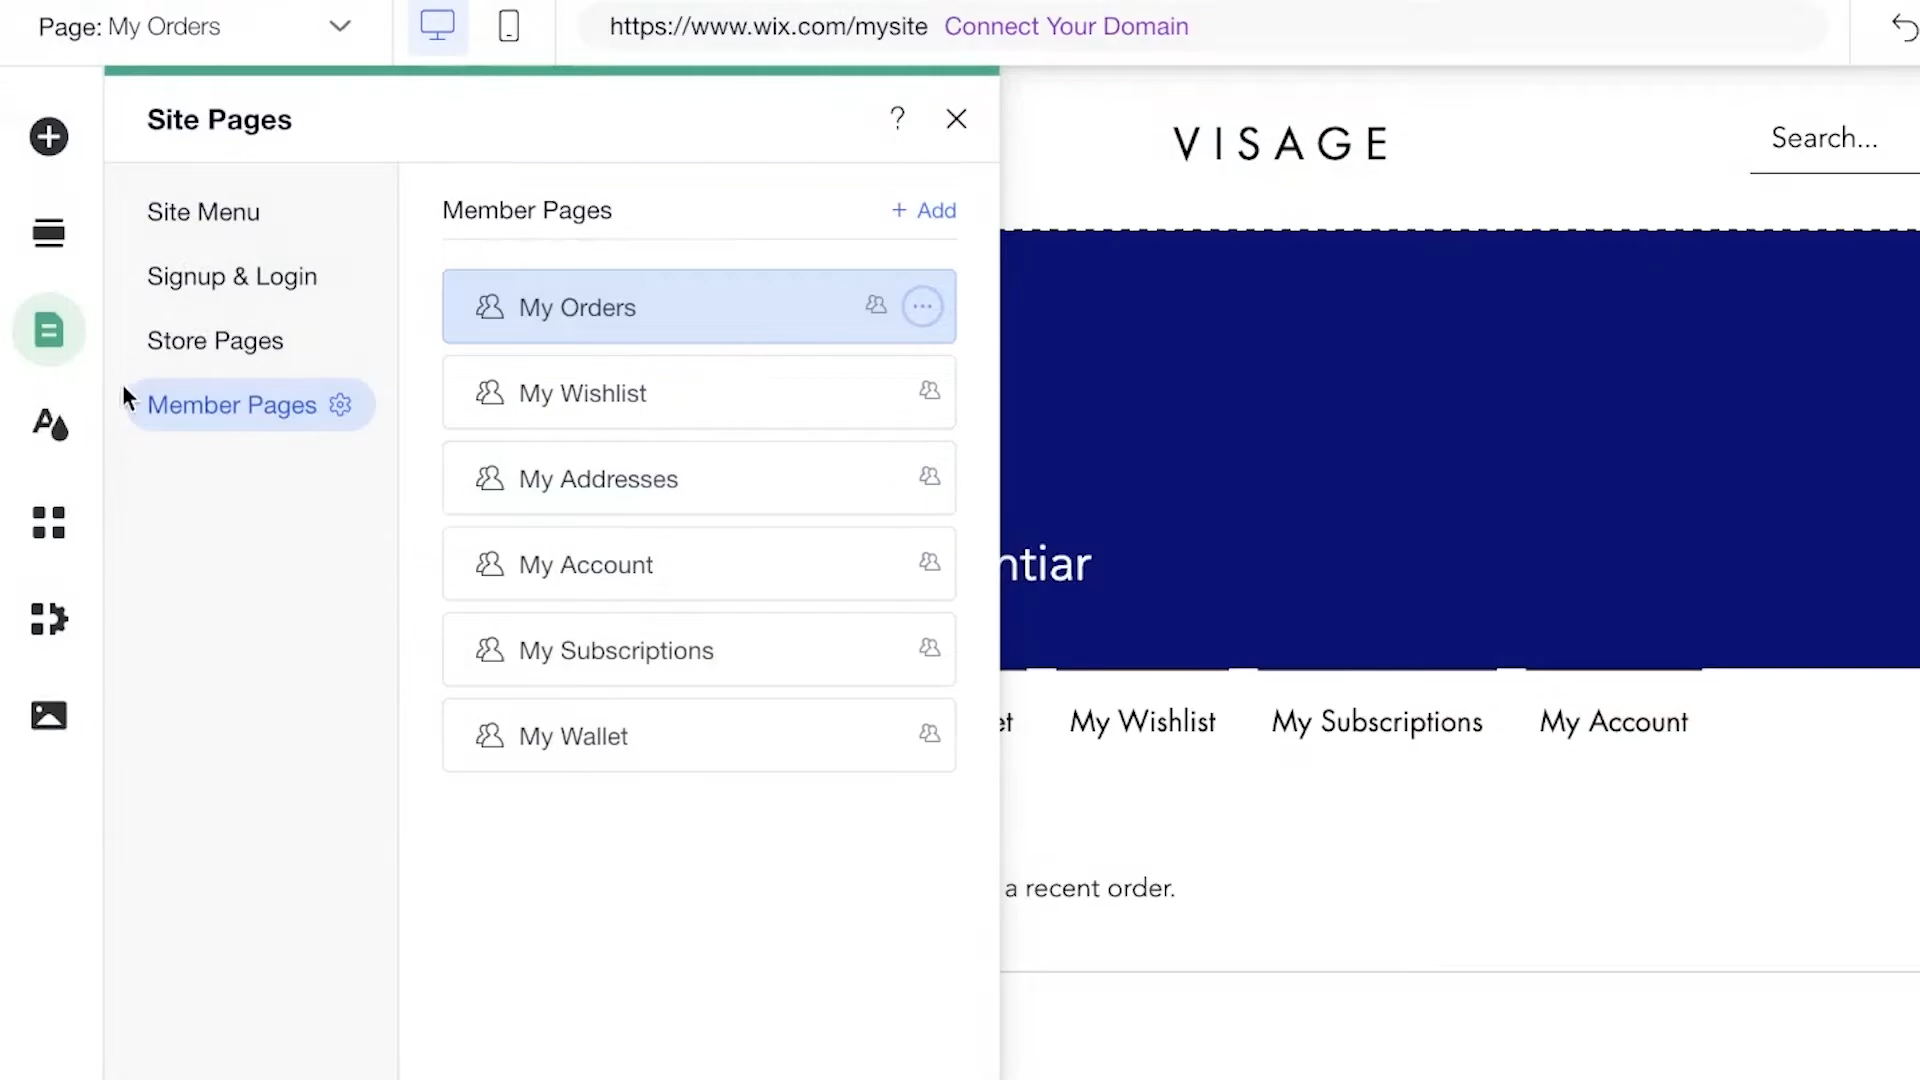 Page: My Orders
https://www.wix.com/mysite Connect Your Domain
Site Pages
?
VISAGE
Search...
Site Menu
Signup & Login
Store Pages
Member Pages
Member Pages
+ Add
My Orders
My Wishlist
My Addresses
My Account
My Subscriptions
My Wallet
ntiar
et My Wishlist My Subscriptions My Account
a recent order.